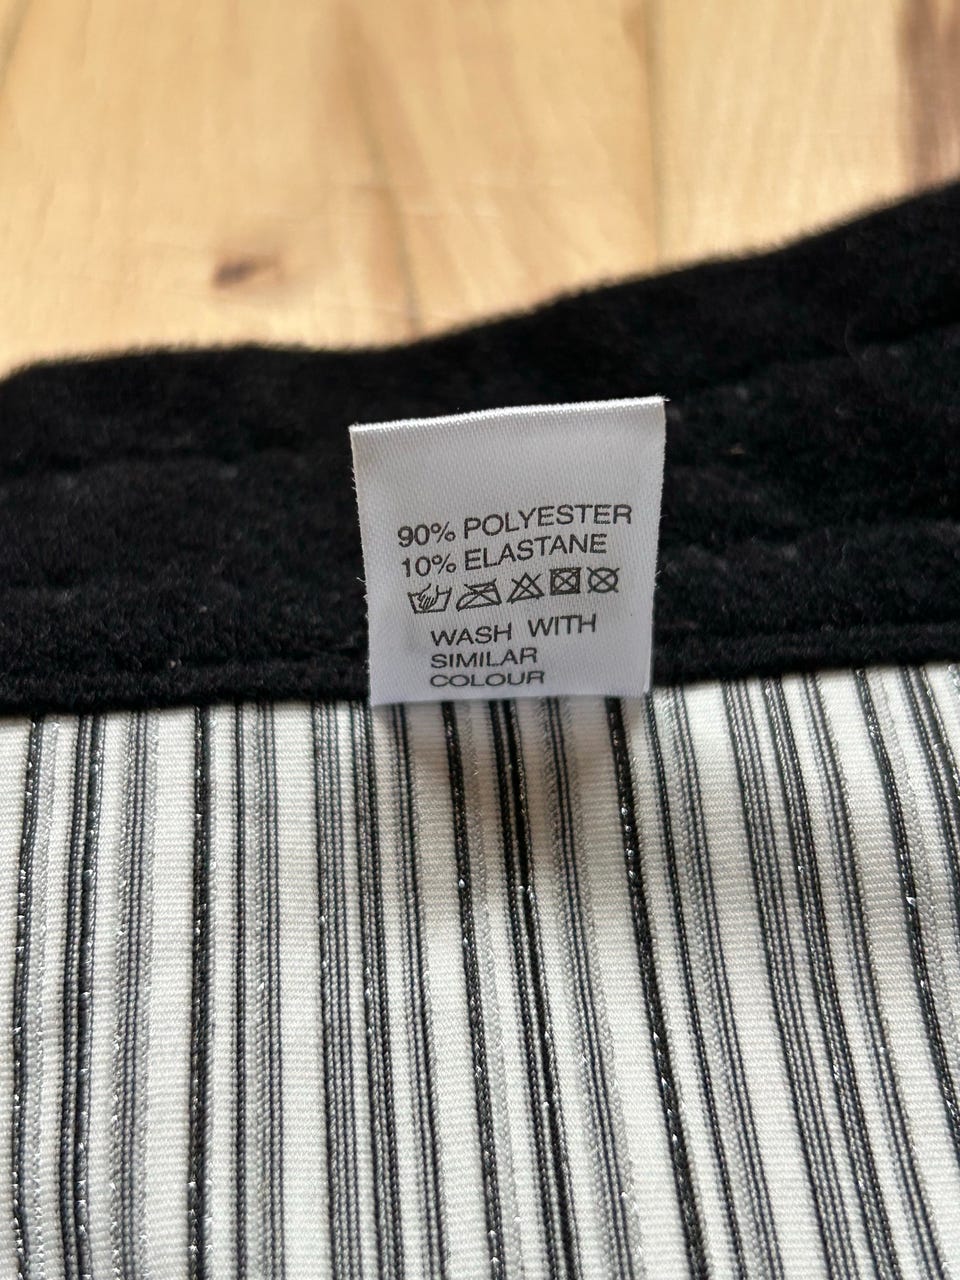 90% POLYESTER
10% ELASTANE
WASH WITH
SIMILAR
COLOUR